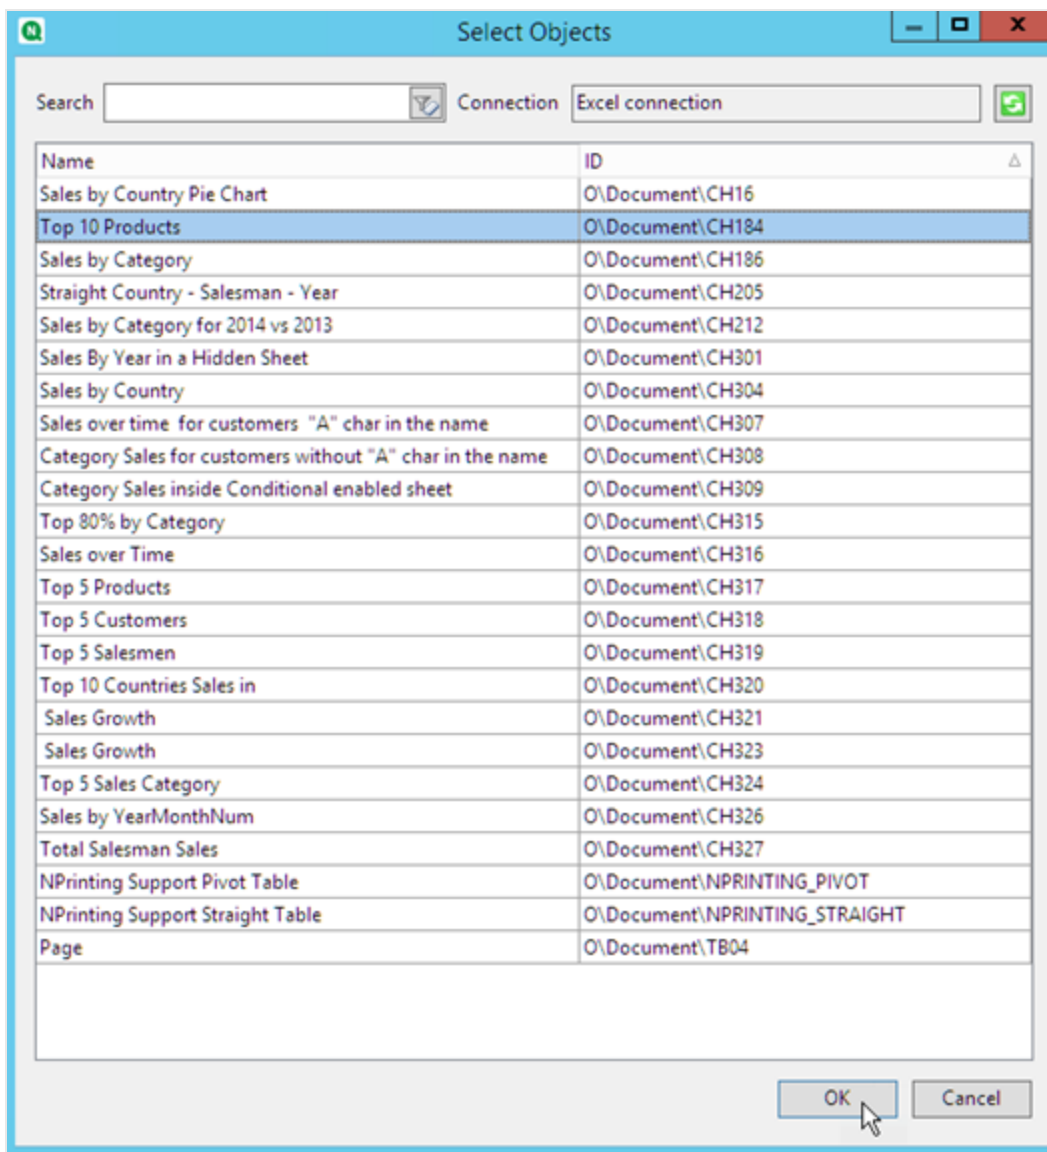 Select Objects
Search Connection Excel connection
Name ID
Sales by Country Pie Chart O\Document\CH16
Top 10 Products O\Document\CH184
Sales by Category O\Document\CH186
Straight Country - Salesman - Year O\Document\CH205
Sales by Category for 2014 vs 2013 O\Document\CH212
Sales By Year in a Hidden Sheet O\Document\CH301
Sales by Country O\Document\CH304
Sales over time  for customers  "A" char in the name O\Document\CH307
Category Sales for customers without "A" char in the name O\Document\CH308
Category Sales inside Conditional enabled sheet O\Document\CH309
Top 80% by Category O\Document\CH315
Sales over Time O\Document\CH316
Top 5 Products O\Document\CH317
Top 5 Customers O\Document\CH318
Top 5 Salesmen O\Document\CH319
Top 10 Countries Sales in O\Document\CH320
Sales Growth O\Document\CH321
Sales Growth O\Document\CH323
Top 5 Sales Category O\Document\CH324
Sales by YearMonthNum O\Document\CH326
Total Salesman Sales O\Document\CH327
NPrinting Support Pivot Table O\Document\NPRINTING_PIVOT
NPrinting Support Straight Table O\Document\NPRINTING_STRAIGHT
Page O\Document\TB04
OK Cancel